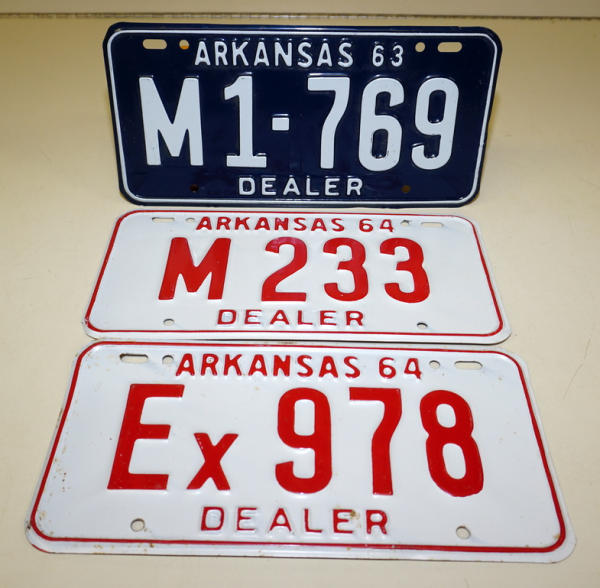 ARKANSAS 63
M1-769
DEALER
ARKANSAS 64
M 233
DEALER
ARKANSAS 64
Ex 978
DEALER